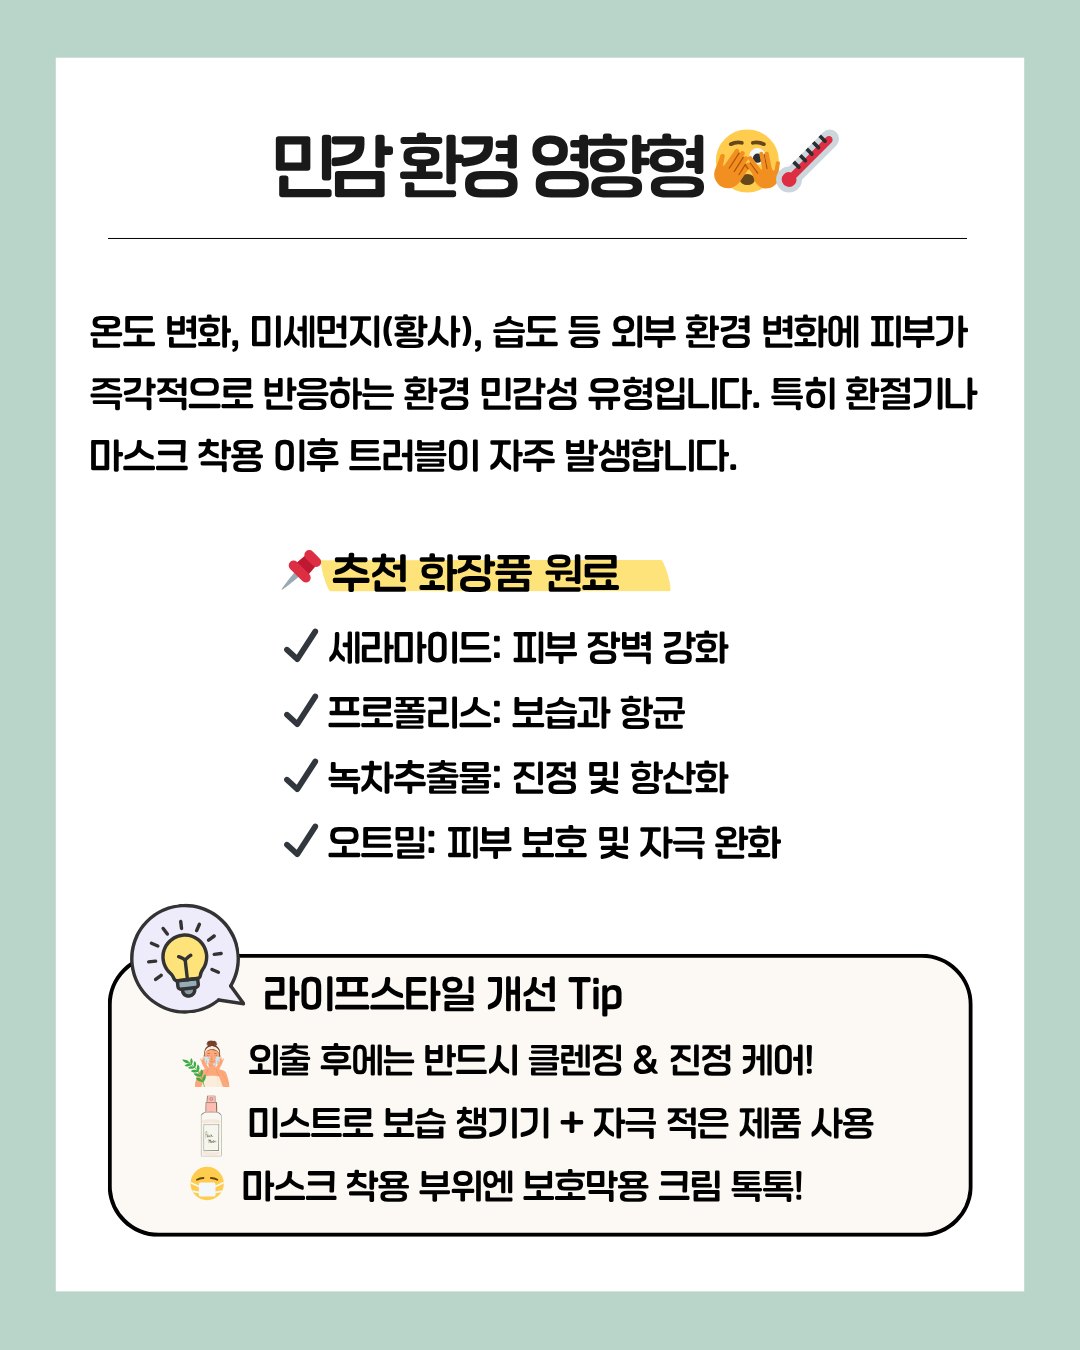 민감 환경 영향형
온도 변화, 미세먼지(황사), 습도 등 외부 환경 변화에 피부가
즉각적으로 반응하는 환경 민감성 유형입니다. 특히 환절기나
마스크 착용 이후 트러블이 자주 발생합니다.
추천 화장품 원료
세라마이드: 피부 장벽 강화
프로폴리스: 보습과 항균
녹차추출물: 진정 및 항산화
오트밀: 피부 보호 및 자극 완화
라이프스타일 개선 Tip
외출 후에는 반드시 클렌징 & 진정 케어!
미스트로 보습 챙기기 + 자극 적은 제품 사용
마스크 착용 부위엔 보호막용 크림 톡톡!